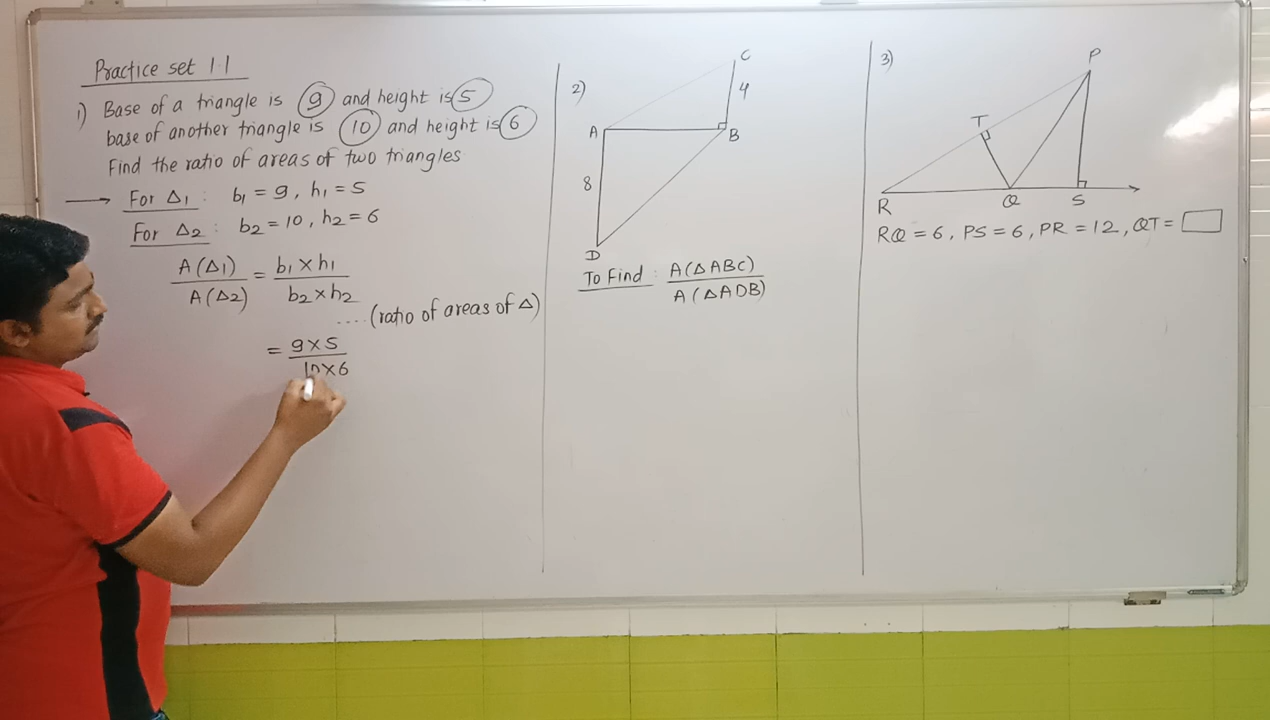 Practice set 1.1
1) Base of a triangle is 9 and height is 5
base of another triangle is 10 and height is 6
Find the ratio of areas of two triangles
→ For Δ1 : b1 = 9, h1 = 5
For Δ2 : b2 = 10, h2 = 6
A(Δ1)/A(Δ2) = b1 × h1/b2 × h2
.... (ratio of areas of Δ)
= 9 × 5/10 × 6
2)
C
4
A
B
8
D
To Find : A(ΔABC)/A(ΔADB)
3)
P
T
R
Q
S
RQ = 6, PS = 6, PR = 12, QT = □